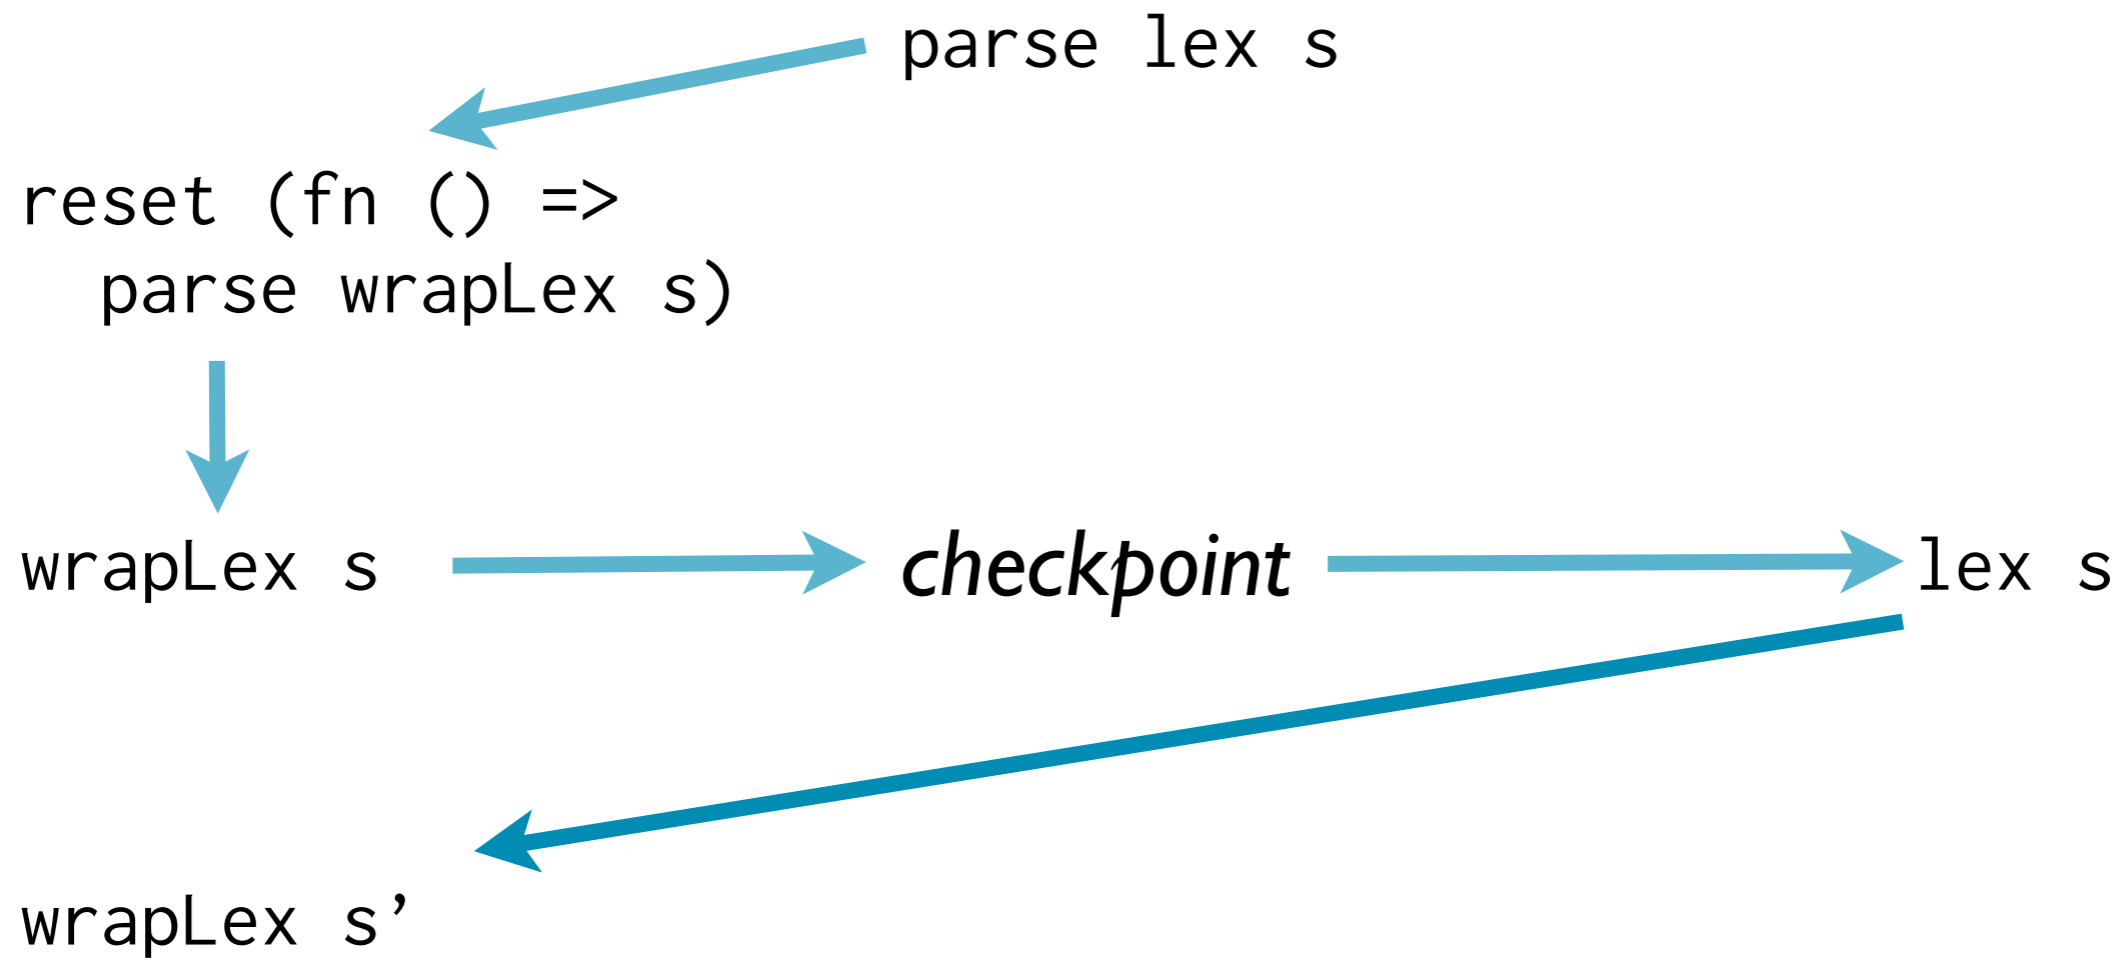 parse lex s
reset (fn () =>
parse wrapLex s)
wrapLex s
checkpoint
lex s
wrapLex s’